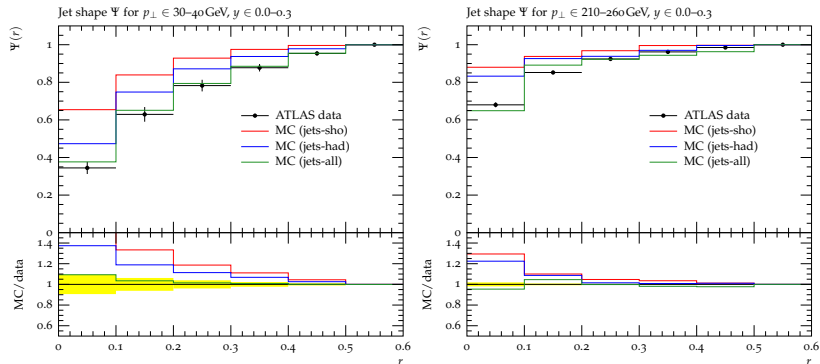 Jet shape Ψ for p⊥ ∈ 30–40 GeV, y ∈ 0.0–0.3
Ψ(r)
1
0.8
0.6
0.4
0.2
0
ATLAS data
MC (jets-sho)
MC (jets-had)
MC (jets-all)
MC/data
1.4
1.2
1
0.8
0.6
0 0.1 0.2 0.3 0.4 0.5 0.6
r
Jet shape Ψ for p⊥ ∈ 210–260 GeV, y ∈ 0.0–0.3
Ψ(r)
1
0.8
0.6
0.4
0.2
0
ATLAS data
MC (jets-sho)
MC (jets-had)
MC (jets-all)
MC/data
1.4
1.2
1
0.8
0.6
0 0.1 0.2 0.3 0.4 0.5 0.6
r